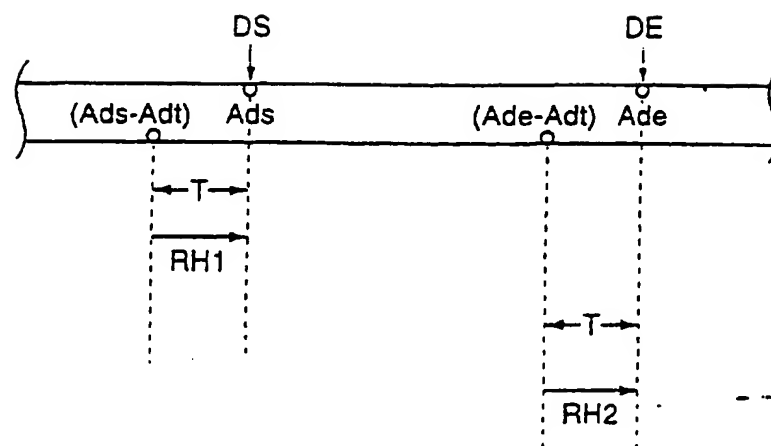 DS DE
(Ads-Adt) Ads (Ade-Adt) Ade
T
RH1
T
RH2